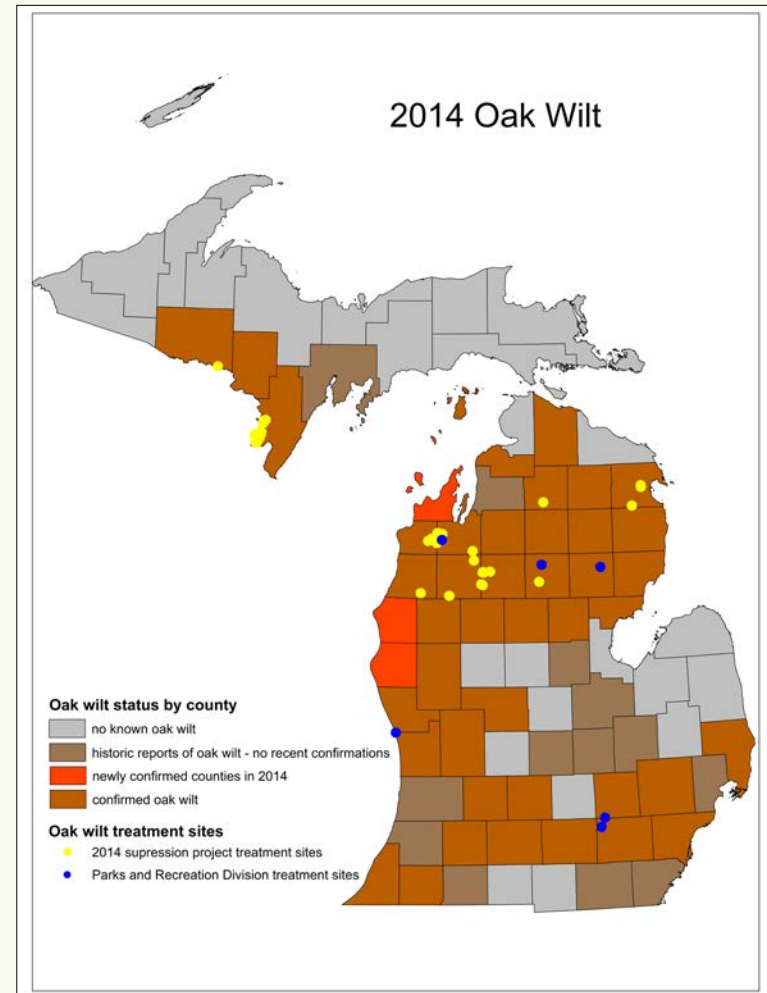 2014 Oak Wilt
Oak wilt status by county
no known oak wilt
historic reports of oak wilt - no recent confirmations
newly confirmed counties in 2014
confirmed oak wilt
Oak wilt treatment sites
2014 supression project treatment sites
Parks and Recreation Division treatment sites